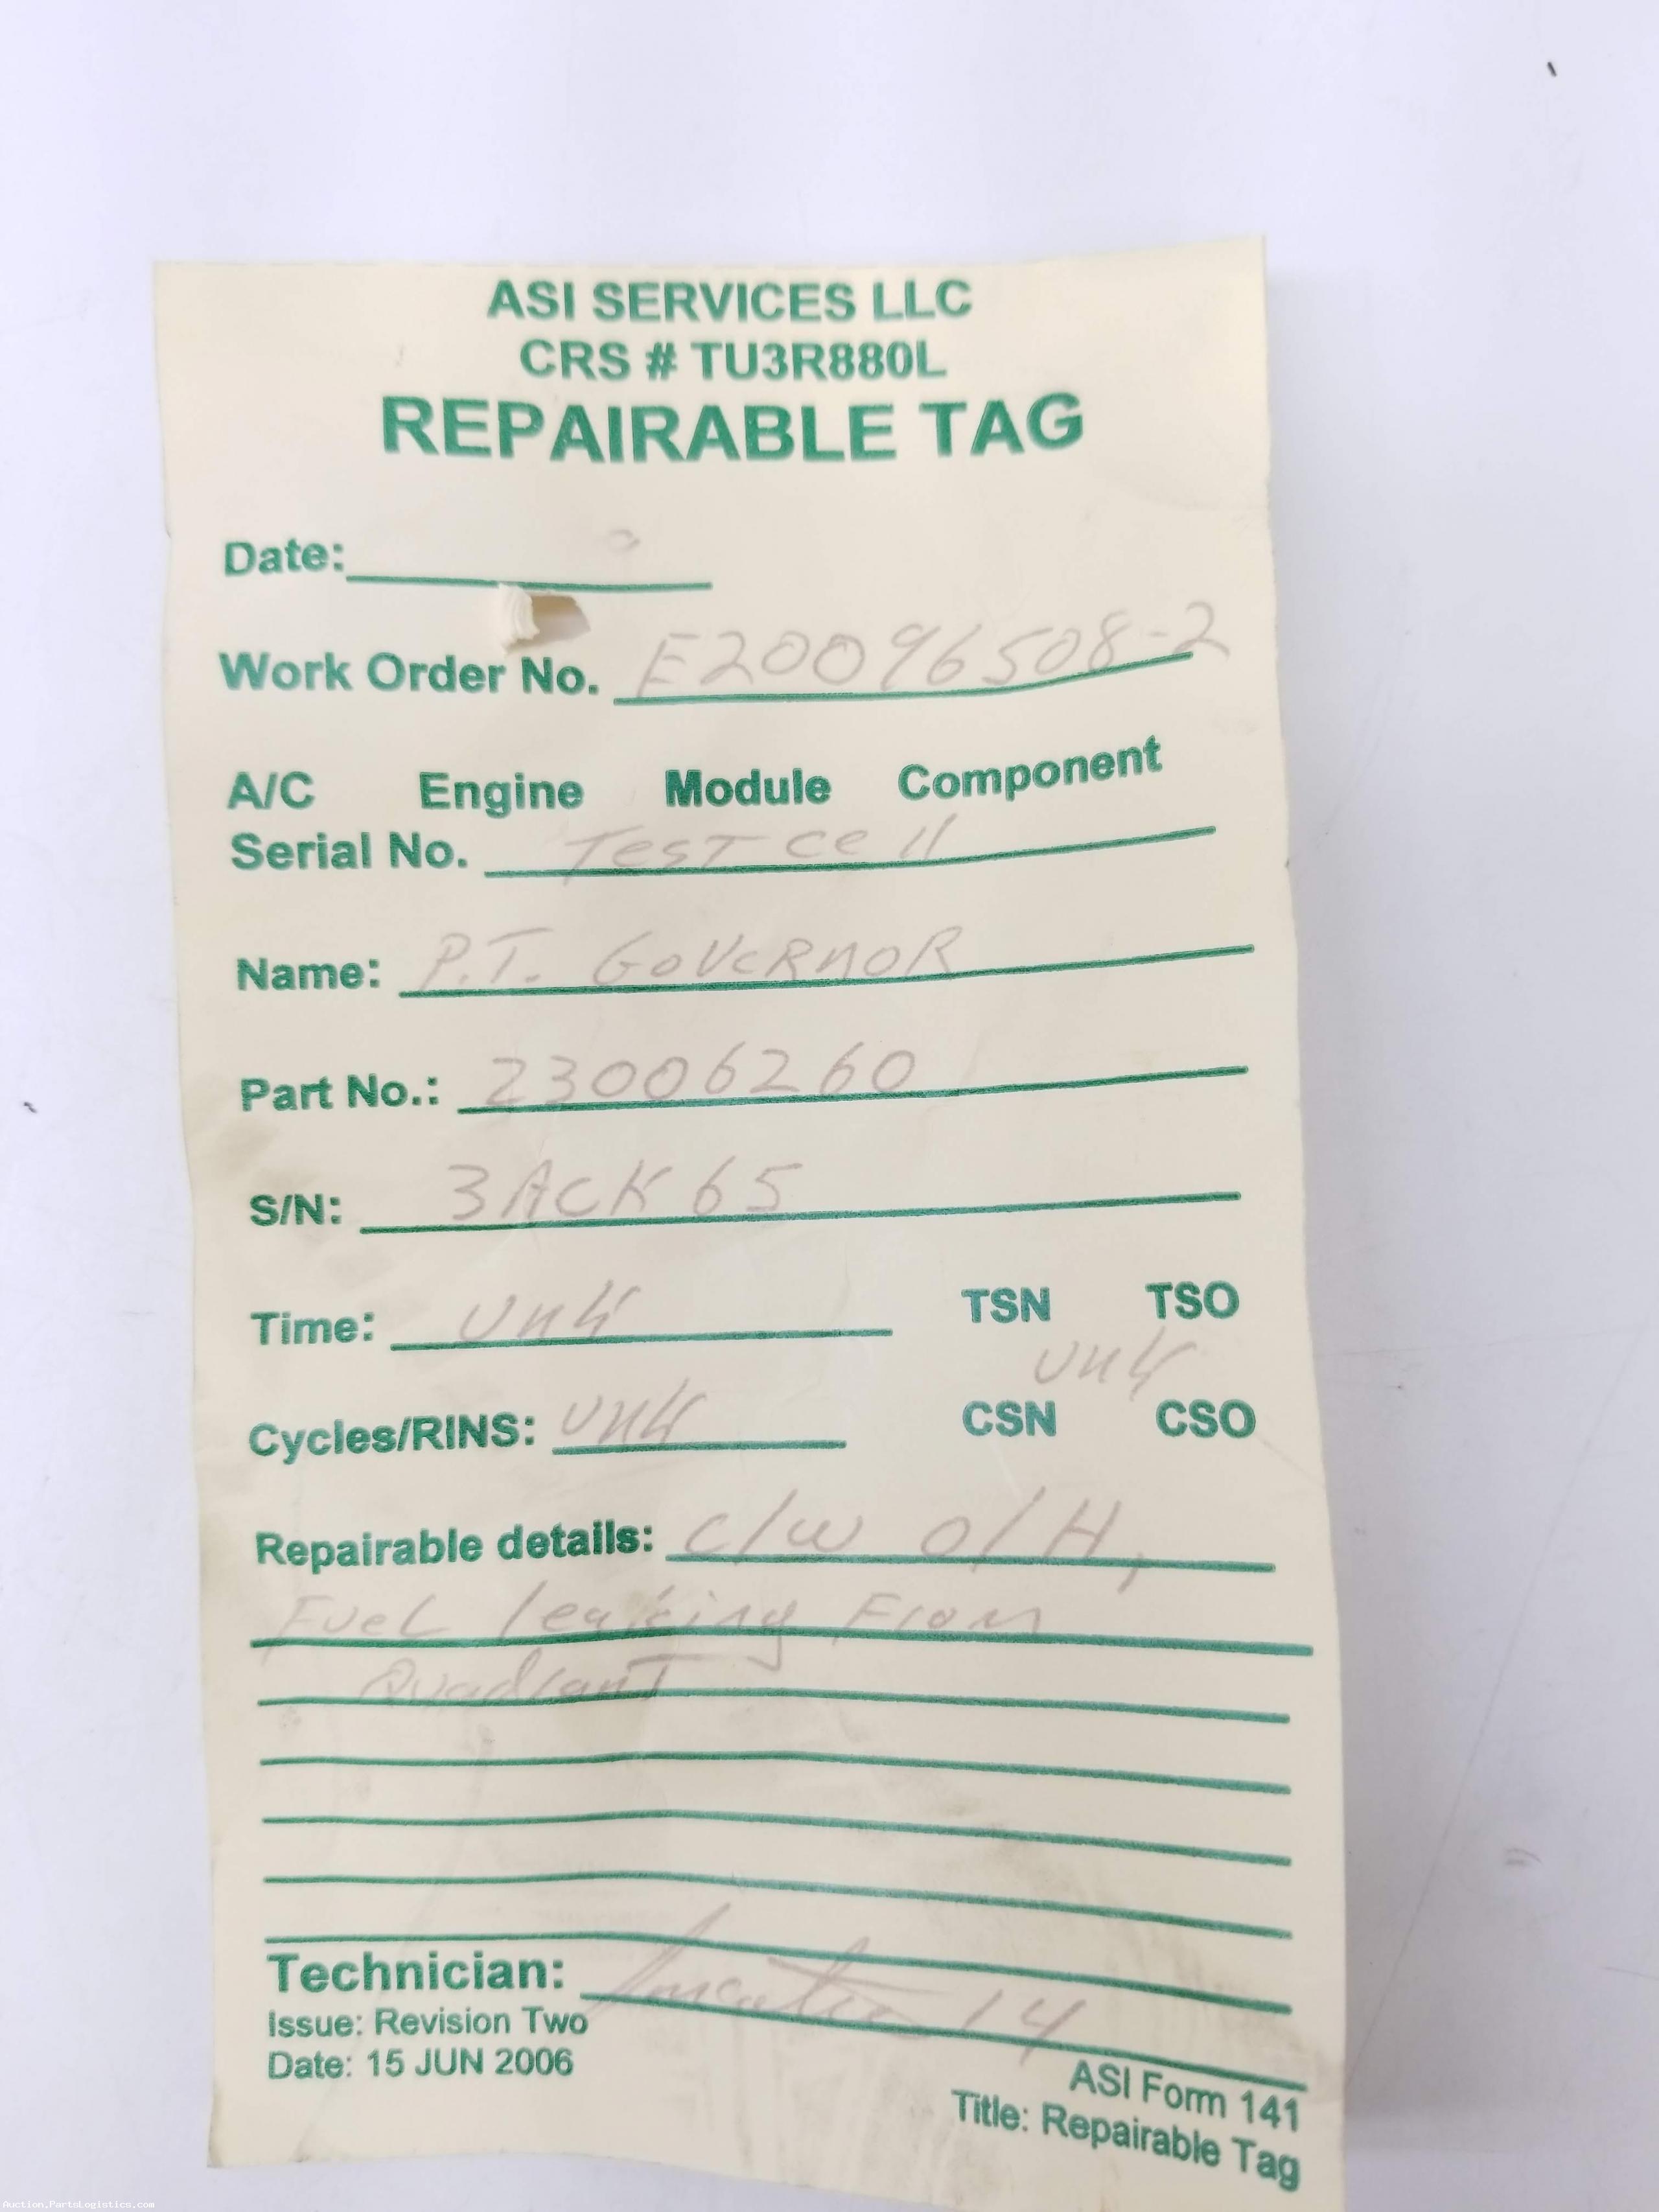 ASI SERVICES LLC
CRS # TU3R880L
REPAIRABLE TAG
Date:
Work Order No. E20096508-2
A/C Engine Module Component
Serial No. Test cell
Name: P.T. GOVERNOR
Part No.: 23006260
S/N: 3ACK65
Time: unk TSN TSO
unk
Cycles/RINS: unk CSN CSO
Repairable details: c/w o/H,
Fuel leaking From
Quadrant
Technician: 14
Issue: Revision Two
Date: 15 JUN 2006
ASI Form 141
Title: Repairable Tag
Auction.PartsLogistics.com